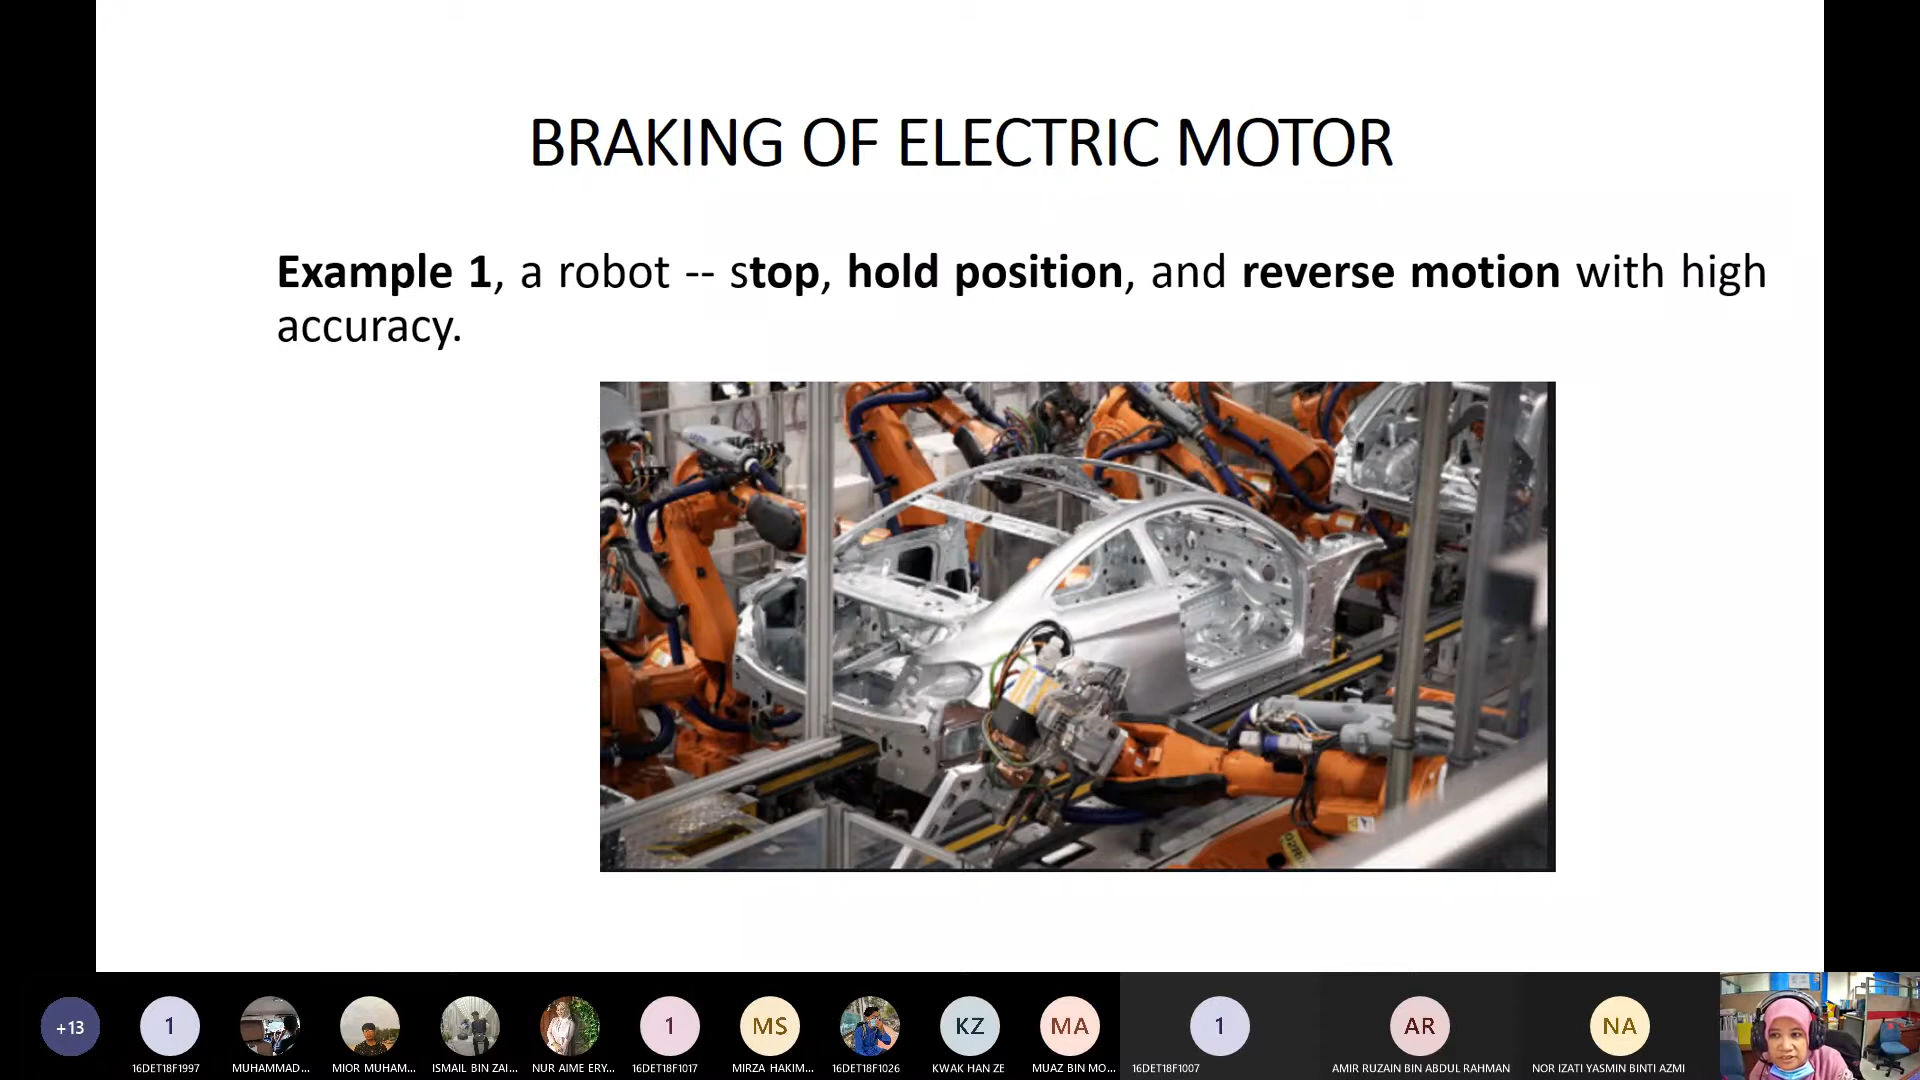 BRAKING OF ELECTRIC MOTOR
Example 1, a robot -- stop, hold position, and reverse motion with high
accuracy.
+13
1
1
MS
KZ
MA
1
AR
NA
16DET18F1997
MUHAMMAD...
MIOR MUHAM...
ISMAIL BIN ZAI...
NUR AIME ERY...
16DET18F1017
MIRZA HAKIM...
16DET18F1026
KWAK HAN ZE
MUAZ BIN MO...
16DET18F1007
AMIR RUZAIN BIN ABDUL RAHMAN
NOR IZATI YASMIN BINTI AZMI